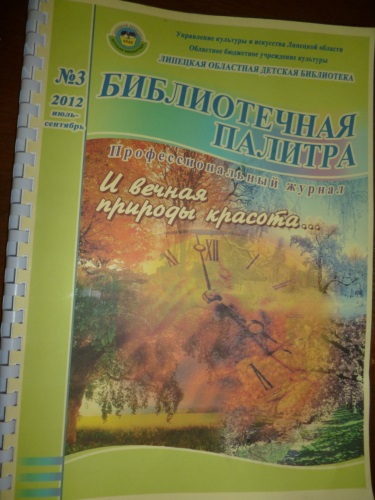 Управление культуры и искусства Липецкой области
Областное бюджетное учреждение культуры
ЛИПЕЦКАЯ ОБЛАСТНАЯ ДЕТСКАЯ БИБЛИОТЕКА
№3
2012
июль-
сентябрь
БИБЛИОТЕЧНАЯ
ПАЛИТРА
Профессиональный журнал
И вечная
природы красота...
XII